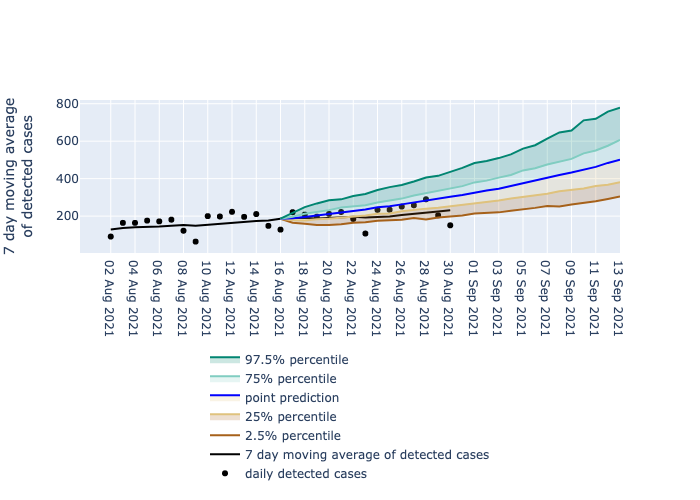 7 day moving average
of detected cases
800
600
400
200
02 Aug 2021
04 Aug 2021
06 Aug 2021
08 Aug 2021
10 Aug 2021
12 Aug 2021
14 Aug 2021
16 Aug 2021
18 Aug 2021
20 Aug 2021
22 Aug 2021
24 Aug 2021
26 Aug 2021
28 Aug 2021
30 Aug 2021
01 Sep 2021
03 Sep 2021
05 Sep 2021
07 Sep 2021
09 Sep 2021
11 Sep 2021
13 Sep 2021
97.5% percentile
75% percentile
point prediction
25% percentile
2.5% percentile
7 day moving average of detected cases
daily detected cases